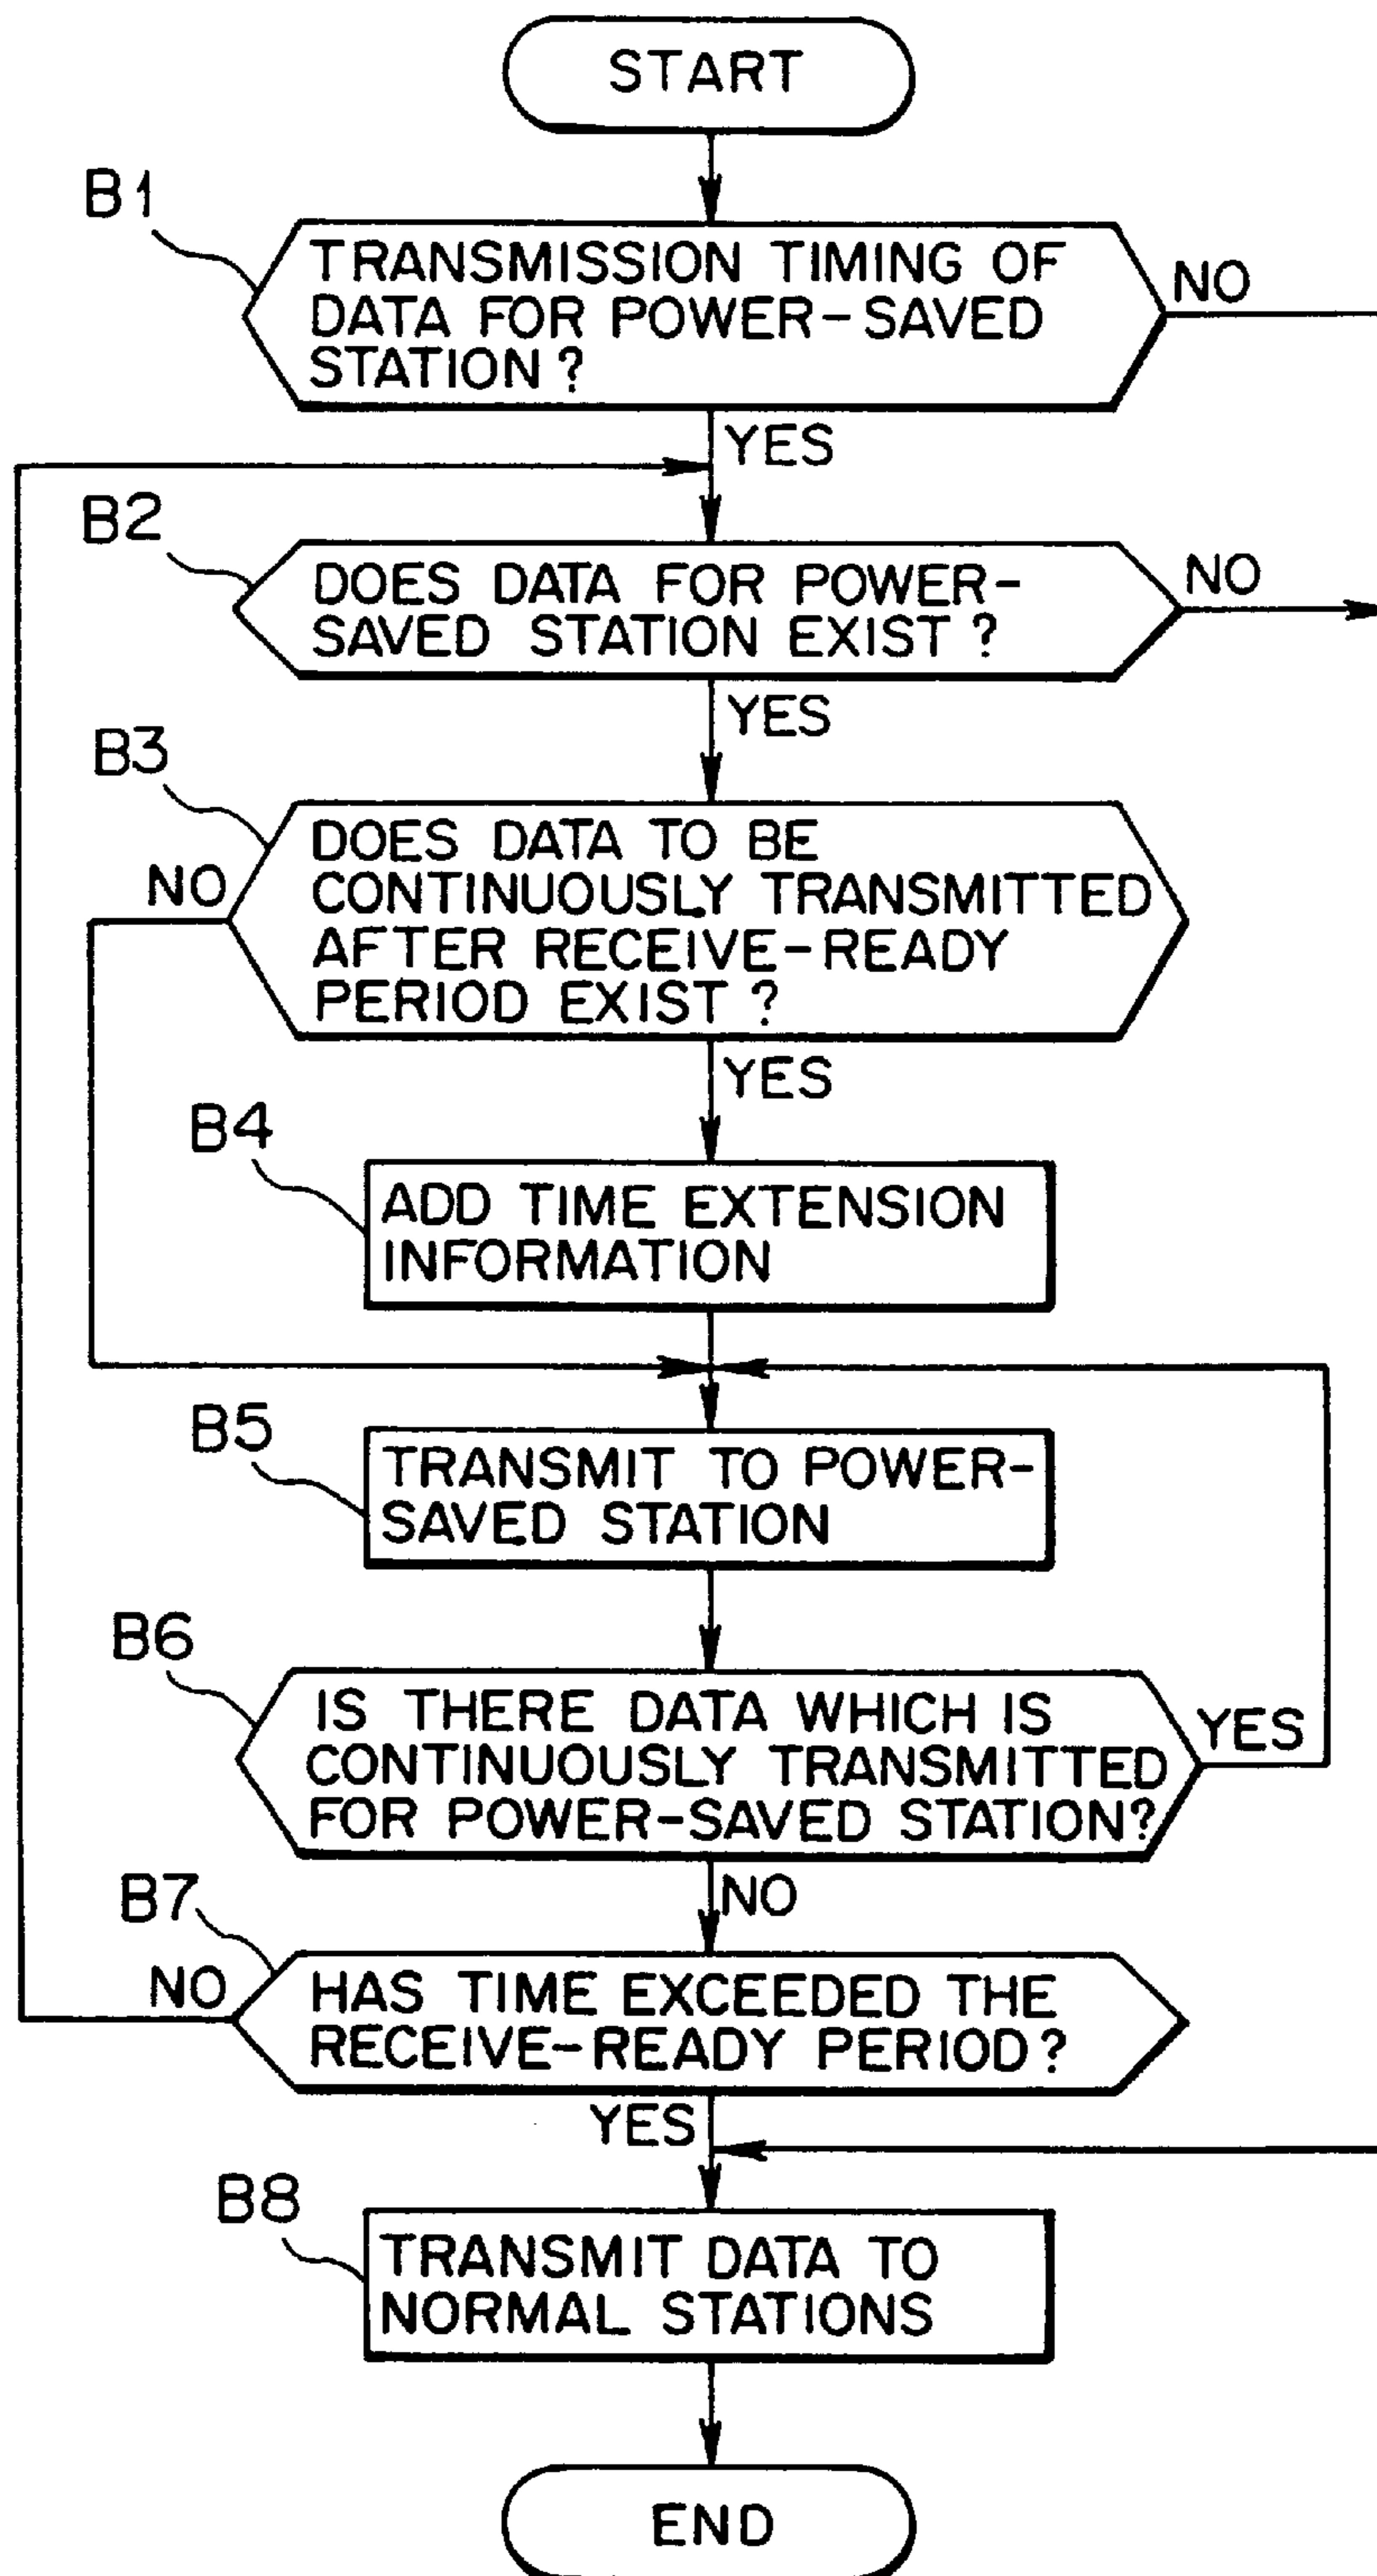 START
B1
TRANSMISSION TIMING OF
DATA FOR POWER-SAVED
STATION?
NO
YES
B2
DOES DATA FOR POWER-
SAVED STATION EXIST?
NO
YES
B3
DOES DATA TO BE
CONTINUOUSLY TRANSMITTED
AFTER RECEIVE-READY
PERIOD EXIST?
NO
YES
B4
ADD TIME EXTENSION
INFORMATION
B5
TRANSMIT TO POWER-
SAVED STATION
B6
IS THERE DATA WHICH IS
CONTINUOUSLY TRANSMITTED
FOR POWER-SAVED STATION?
YES
NO
B7
HAS TIME EXCEEDED THE
RECEIVE-READY PERIOD?
NO
YES
B8
TRANSMIT DATA TO
NORMAL STATIONS
END